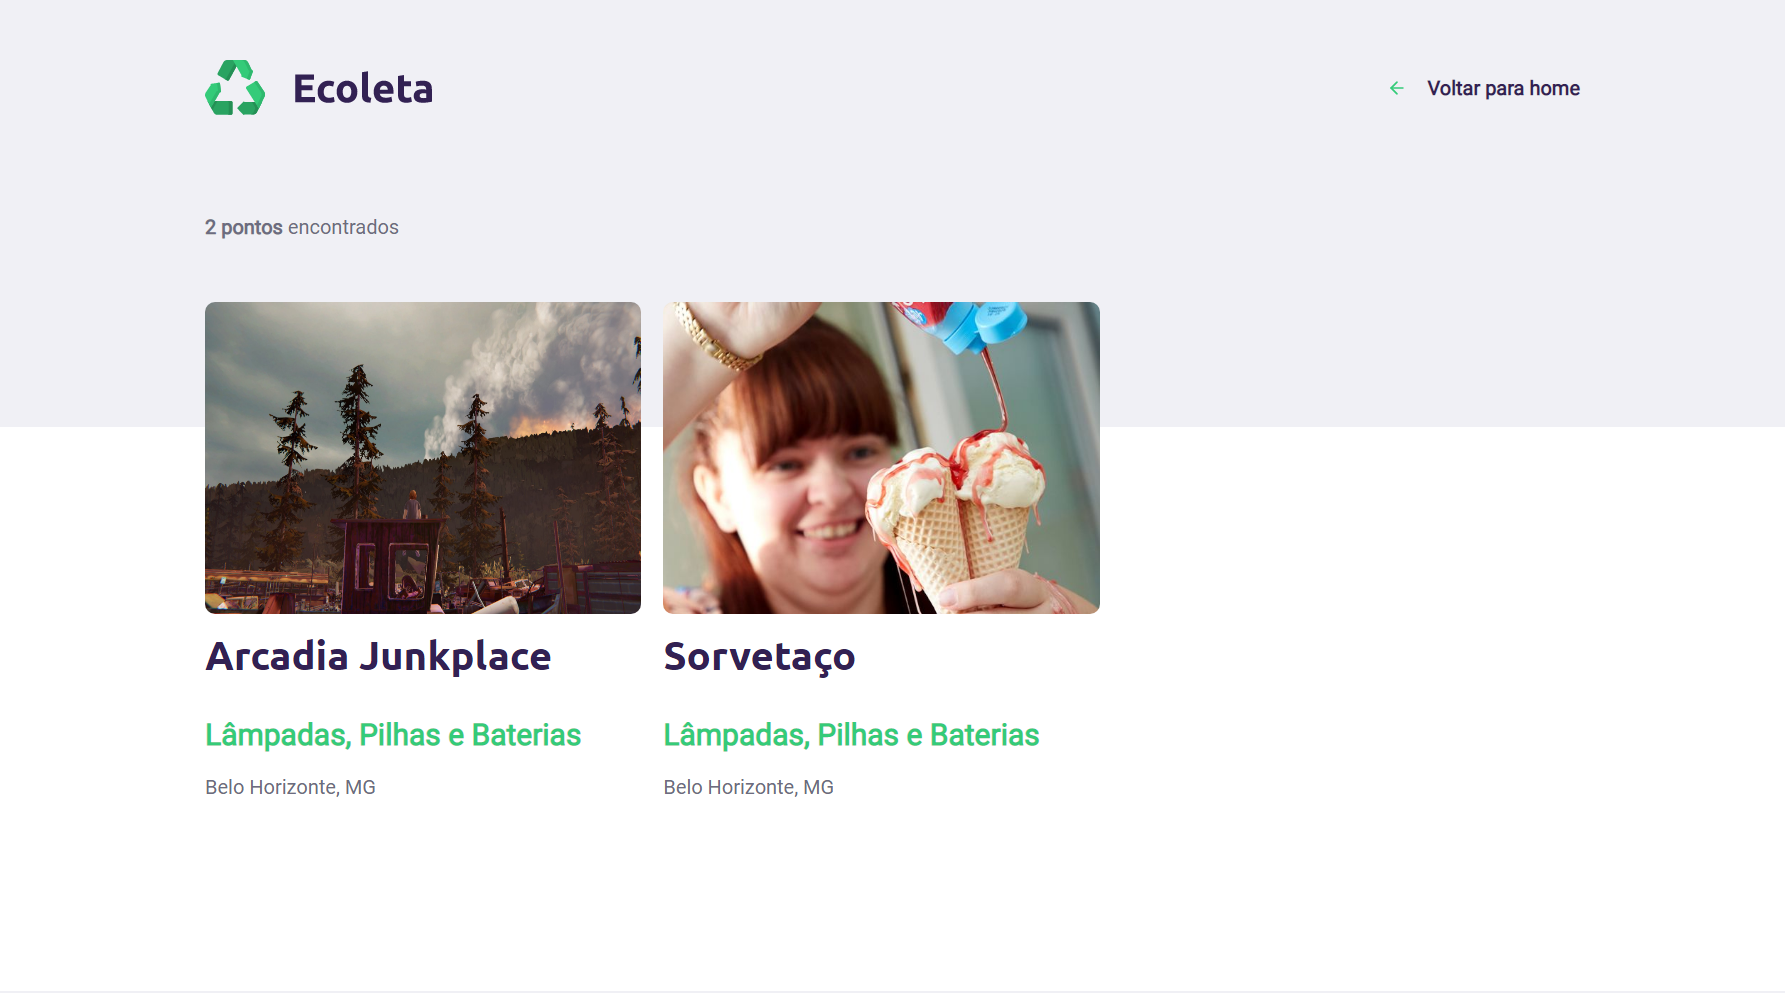 Ecoleta
Voltar para home
2 pontos encontrados
Arcadia Junkplace
Sorvetaço
Lâmpadas, Pilhas e Baterias
Lâmpadas, Pilhas e Baterias
Belo Horizonte, MG
Belo Horizonte, MG